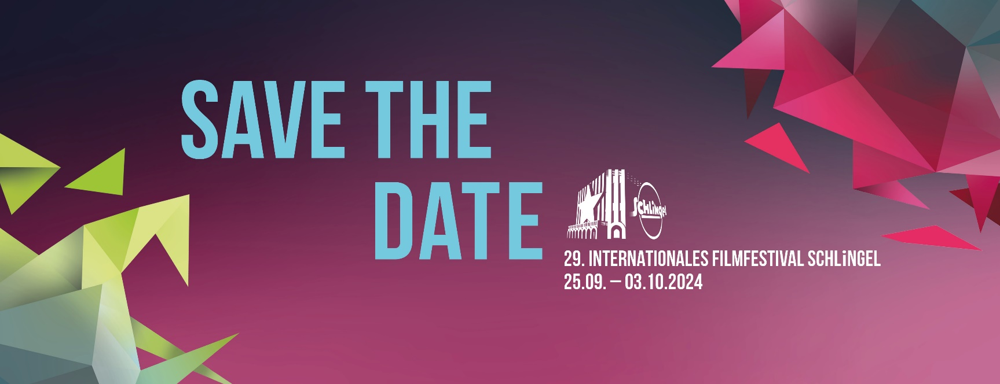 SAVE THE
DATE
SCHLiNGEL
29. INTERNATIONALES FILMFESTIVAL SCHLiNGEL
25.09. – 03.10.2024